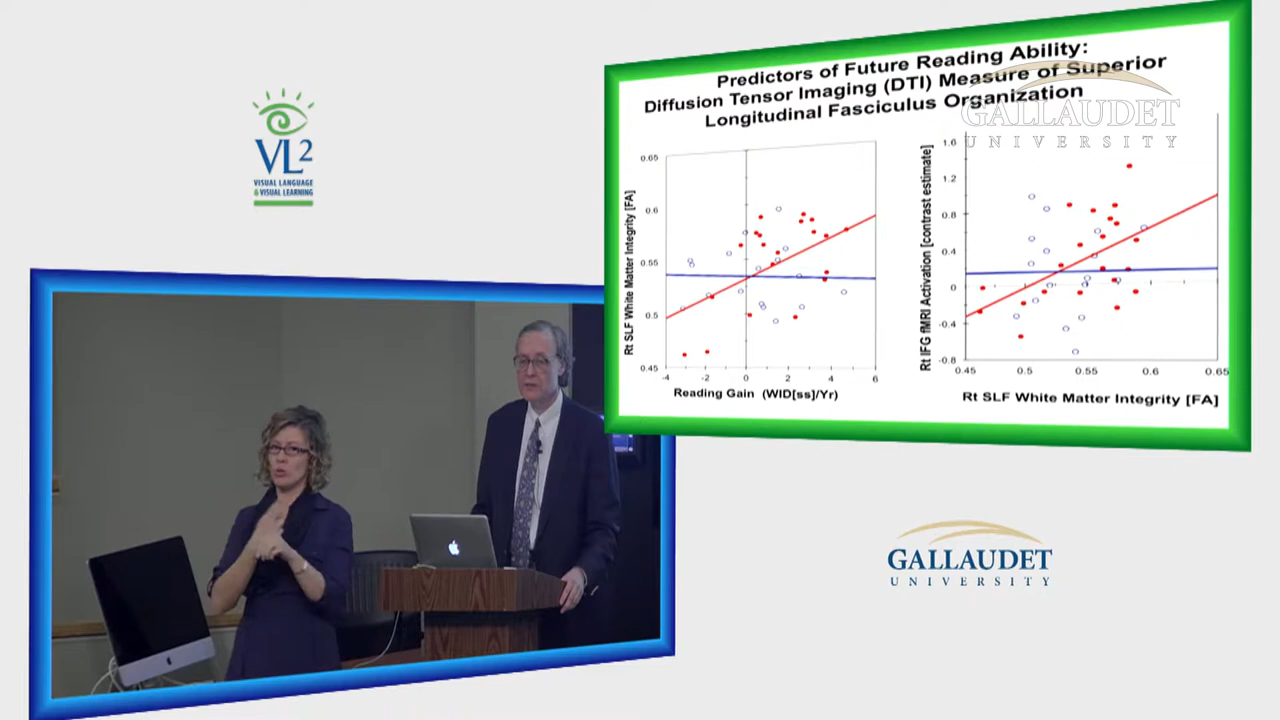 VL2
VISUAL LANGUAGE
& VISUAL LEARNING
Predictors of Future Reading Ability:
Diffusion Tensor Imaging (DTI) Measure of Superior
Longitudinal Fasciculus Organization
GALLAUDET
UNIVERSITY
Rt SLF White Matter Integrity [FA]
0.65
0.6
0.55
0.5
0.45
-4
-2
0
2
4
6
Reading Gain (WID[ss]/Yr)
Rt IFG fMRI Activation [contrast estimate]
1.6
1.2
0.8
0.4
0
-0.4
-0.8
0.45
0.5
0.55
0.6
0.65
Rt SLF White Matter Integrity [FA]
GALLAUDET
UNIVERSITY